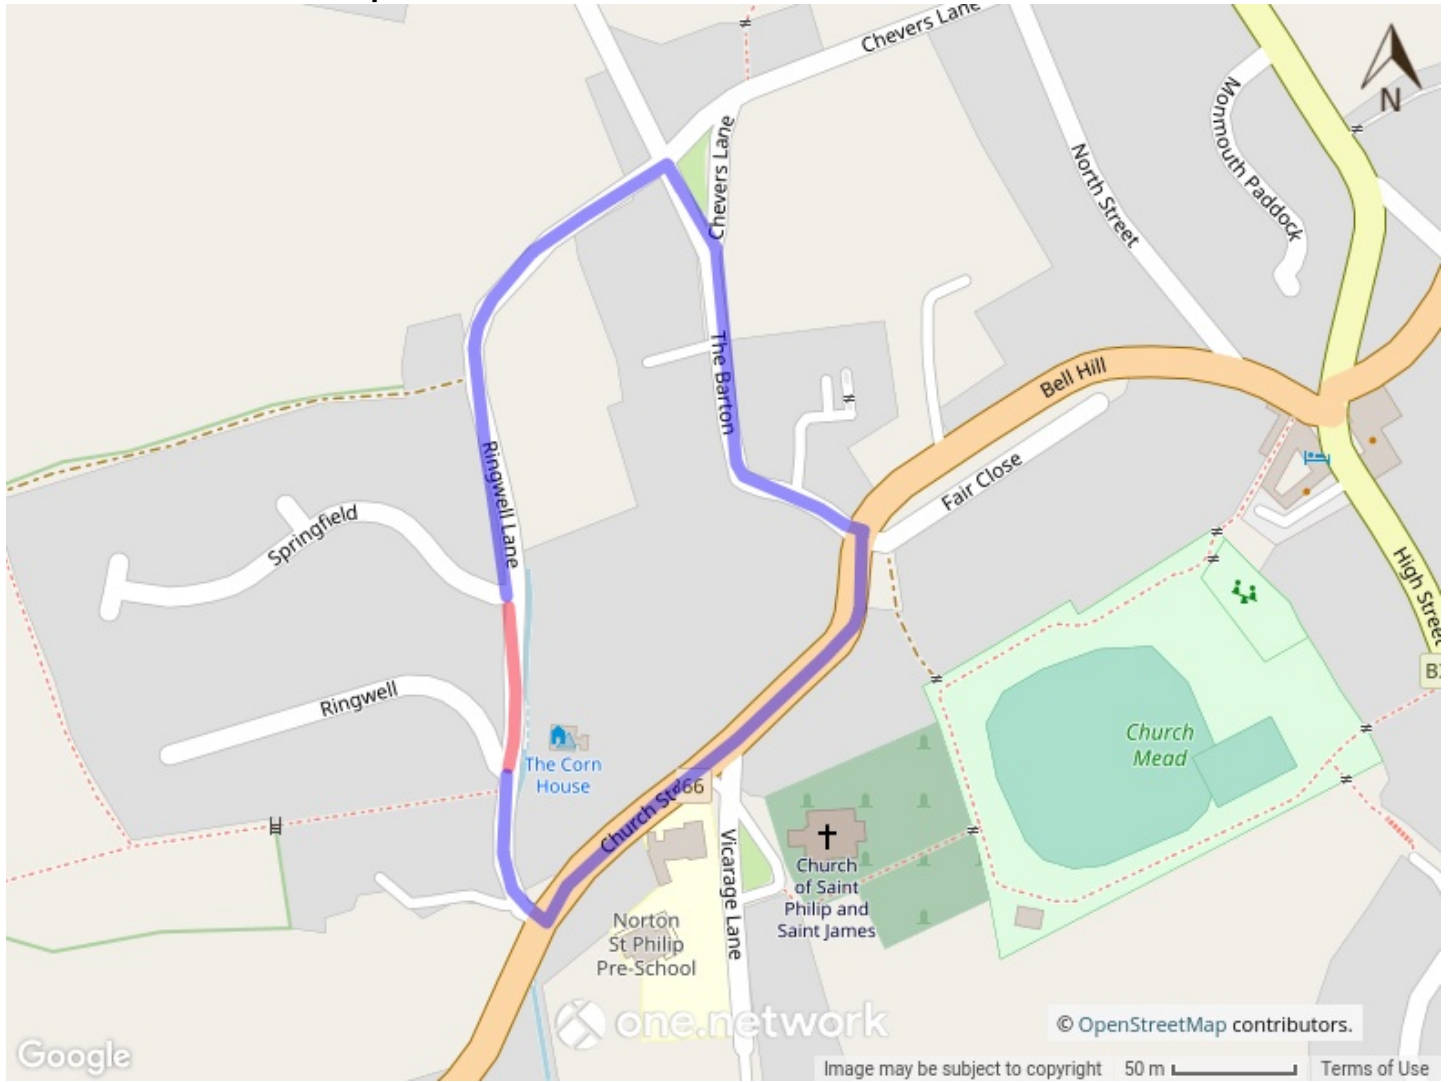 Chevers Lane
N
Chevers Lane
Monmouth Paddock
North Street
The Barton
Bell Hill
Fair Close
Ringwell Lane
Springfield
High Street
Ringwell
Church
Mead
The Corn
House
Church St
Vicarage Lane
Church
of Saint
Philip and
Saint James
Norton
St Philip
Pre-School
one.network
© OpenStreetMap contributors.
Google
Image may be subject to copyright 50 m Terms of Use